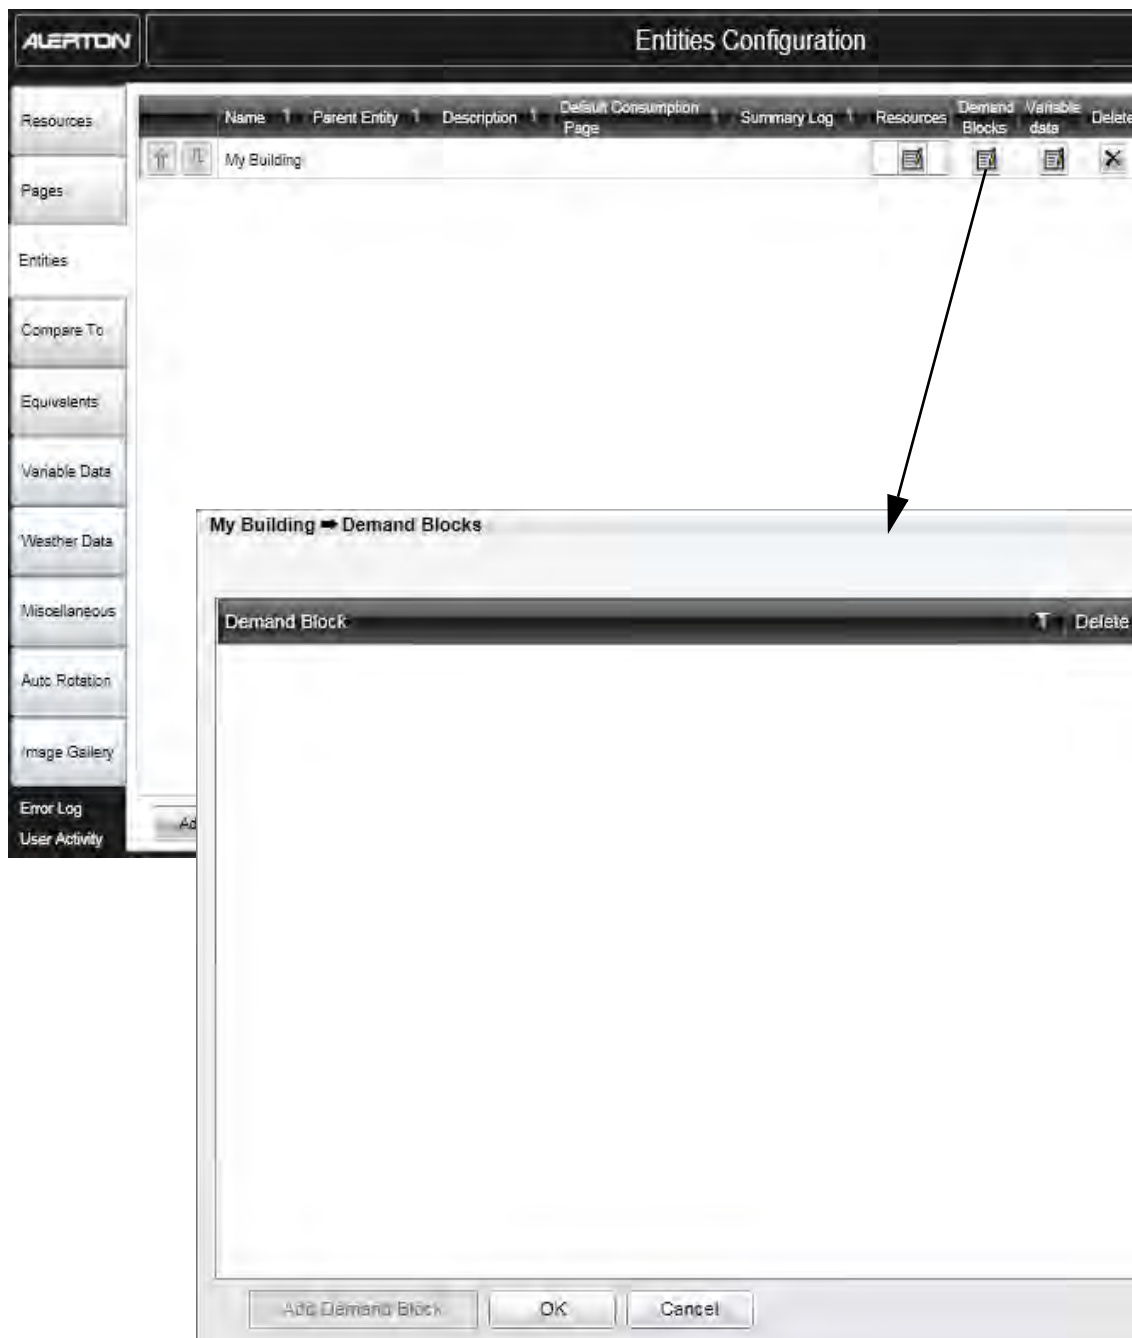 ALERTON
Entities Configuration
Resources
Pages
Entities
Compare To
Equivalents
Variable Data
Weather Data
Miscellaneous
Auto Rotation
Image Gallery
Error Log
User Activity
Name Parent Entity Description Default Consumption Page Summary Log Resources Demand Blocks Variable data Delete
My Building
Ad
My Building ➡ Demand Blocks
Demand Block Delete
Add Demand Block OK Cancel